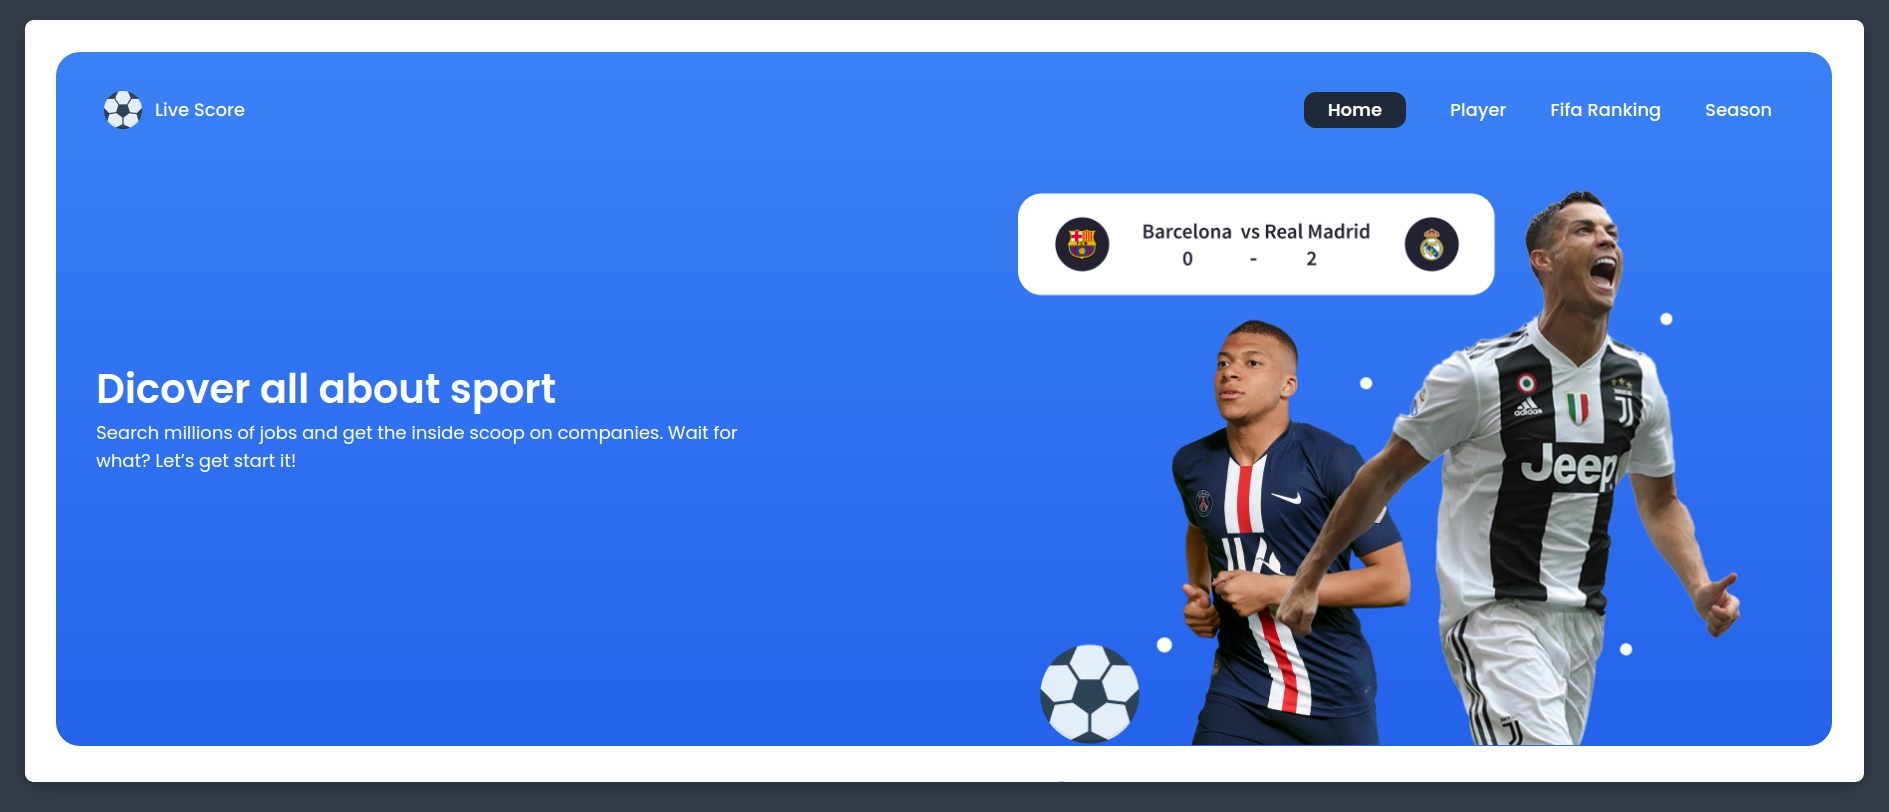 Live Score
Home Player Fifa Ranking Season
Barcelona vs Real Madrid
0 - 2
Dicover all about sport
Search millions of jobs and get the inside scoop on companies. Wait for
what? Let’s get start it!
adidas
Jeep